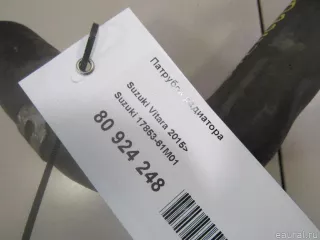 Патрубок радиатора
Suzuki Vitara 2015>
Suzuki 17853-61M01
80 924 248